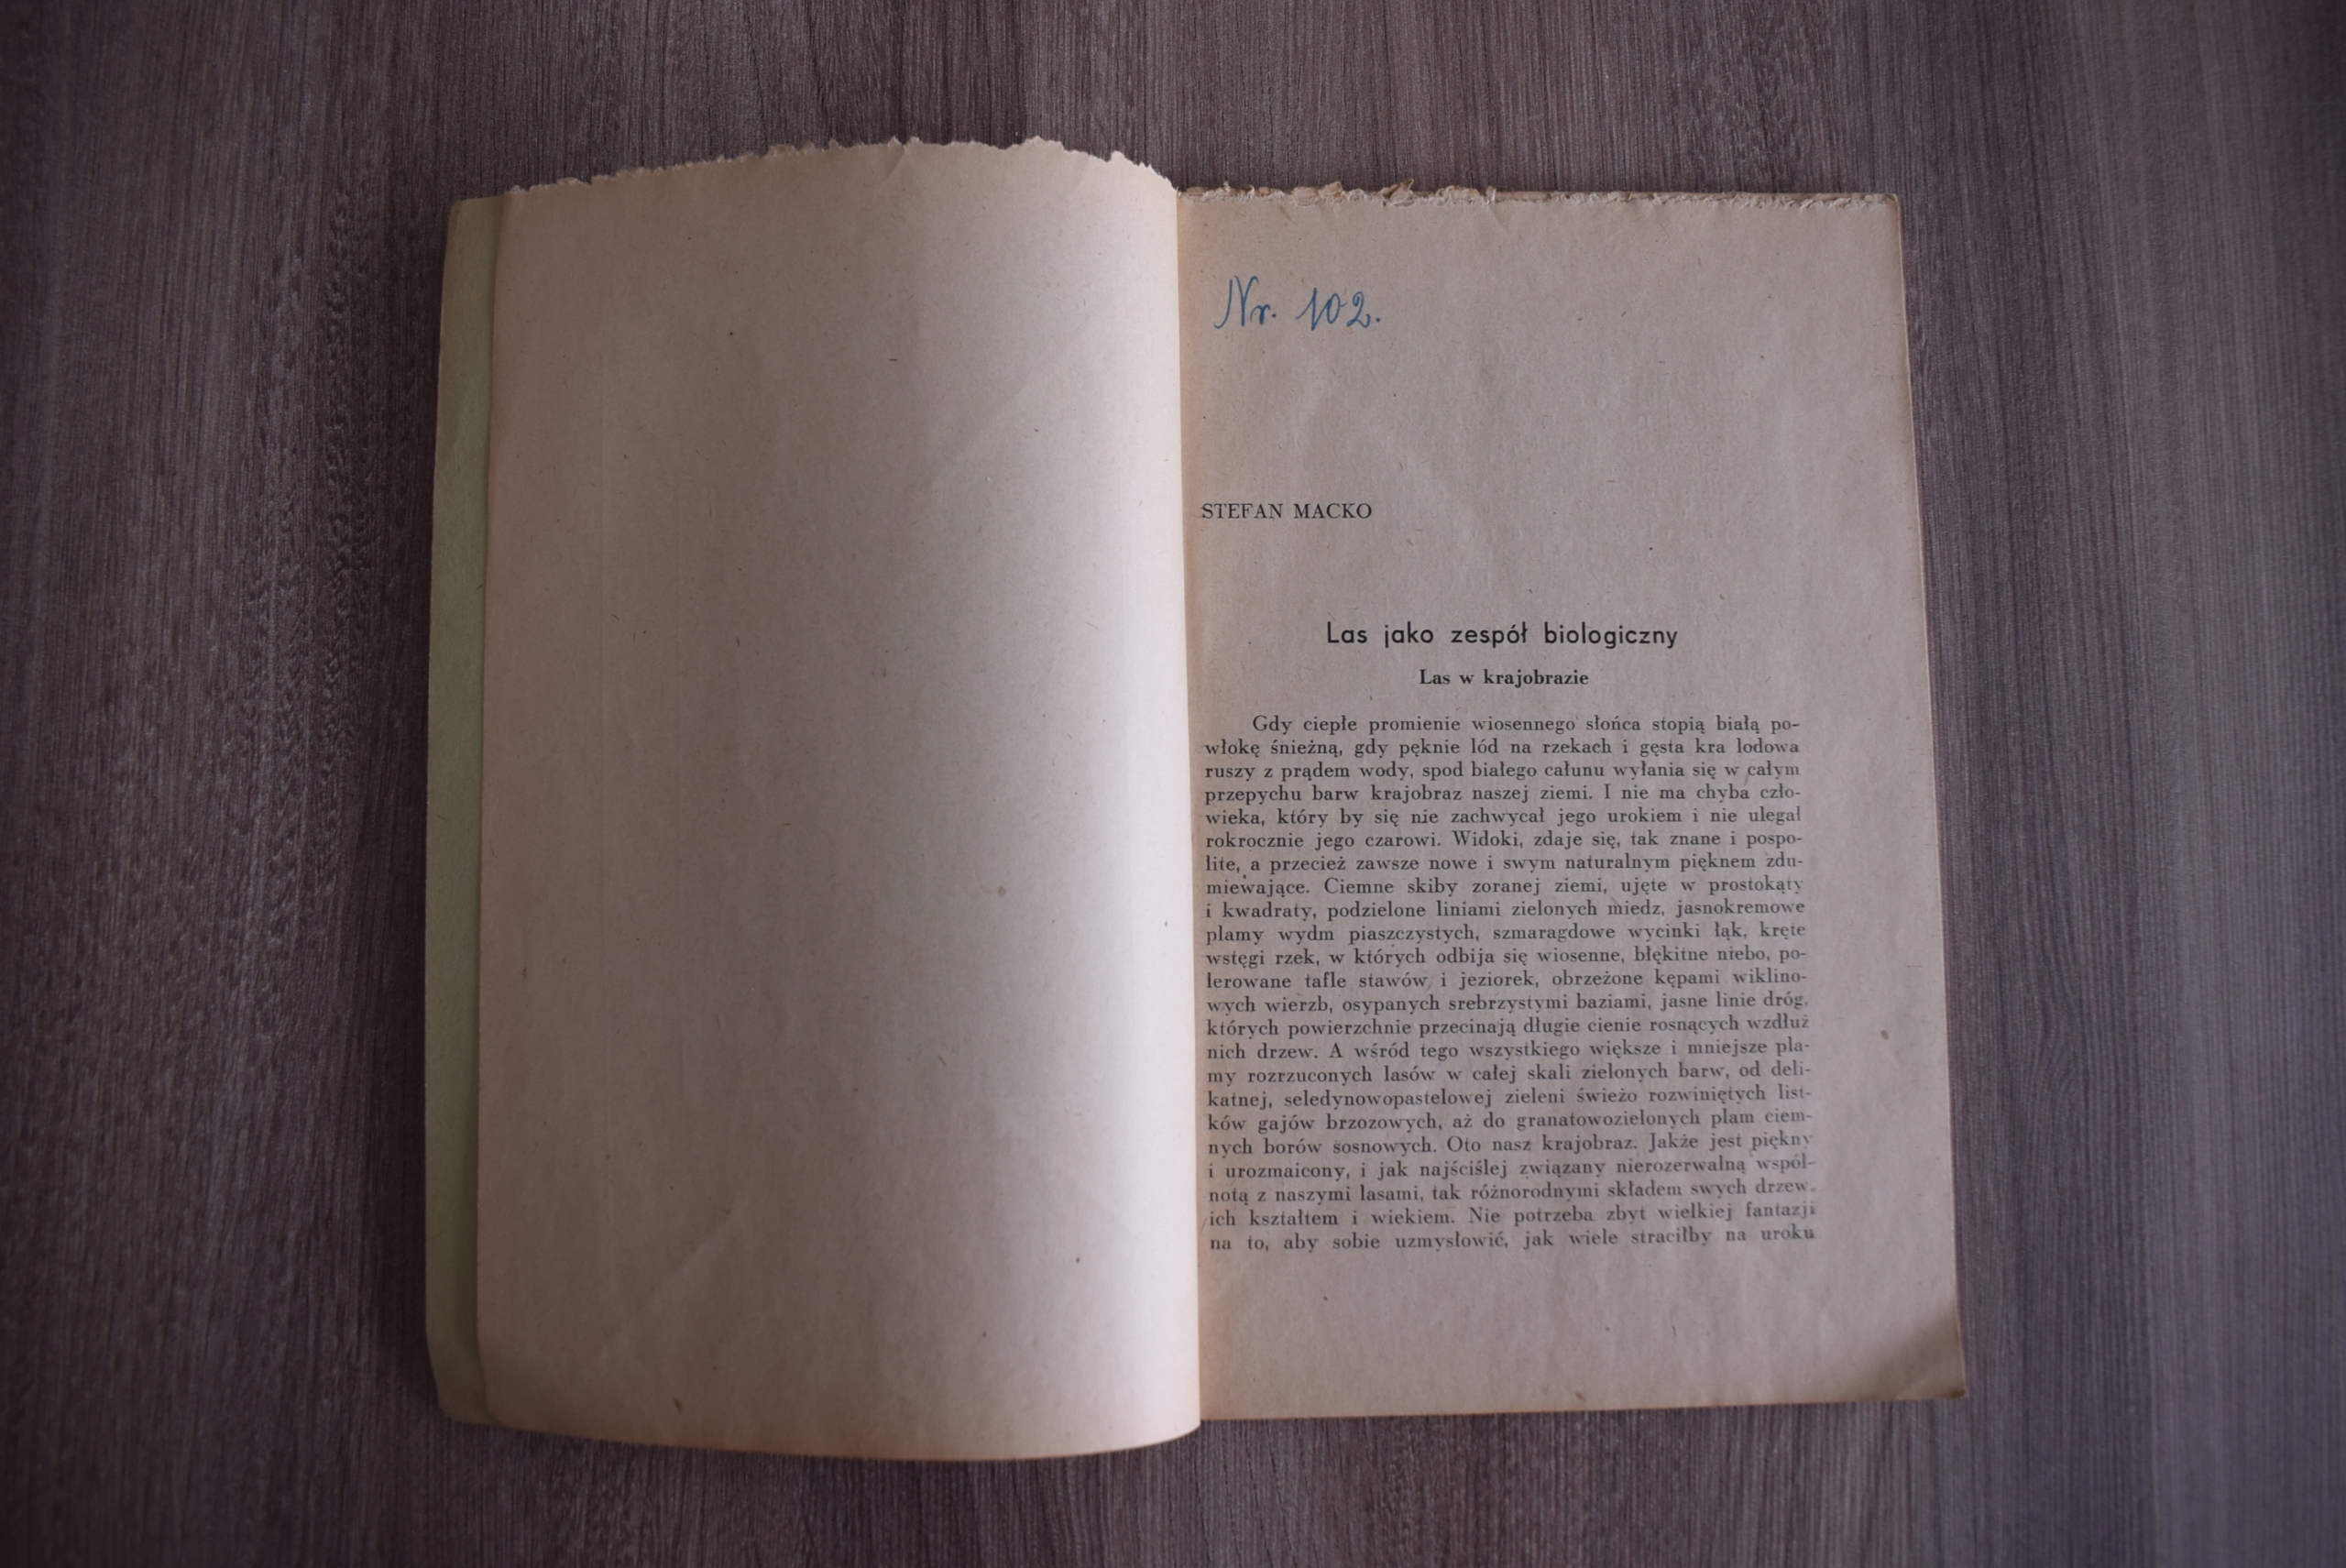 Nr. 102.
STEFAN MACKO
Las jako zespół biologiczny
Las w krajobrazie
Gdy ciepłe promienie wiosennego słońca stopią białą po-
włokę śnieżną, gdy pęknie lód na rzekach i gęsta kra lodowa
ruszy z prądem wody, spod białego całunu wyłania się w całym
przepychu barw krajobraz naszej ziemi. I nie ma chyba czło-
wieka, który by się nie zachwycał jego urokiem i nie ulegał
rokrocznie jego czarowi. Widoki, zdaje się, tak znane i pospo-
lite, a przecież zawsze nowe i swym naturalnym pięknem zdu-
miewające. Ciemne skiby zoranej ziemi, ujęte w prostokąty
i kwadraty, podzielone liniami zielonych miedz, jasnokremowe
plamy wydm piaszczystych, szmaragdowe wycinki łąk, kręte
wstęgi rzek, w których odbija się wiosenne, błękitne niebo, po-
lerowane tafle stawów i jeziorek, obrzeżone kępami wiklino-
wych wierzb, osypanych srebrzystymi baziami, jasne linie dróg,
których powierzchnie przecinają długie cienie rosnących wzdłuż
nich drzew. A wśród tego wszystkiego większe i mniejsze pla-
my rozrzuconych lasów w całej skali zielonych barw, od deli-
katnej, seledynowopastelowej zieleni świeżo rozwiniętych list-
ków gajów brzozowych, aż do granatowozielonych plam ciem-
nych borów sosnowych. Oto nasz krajobraz. Jakże jest piękny
i urozmaicony, i jak najściślej związany nierozerwalną wspól-
notą z naszymi lasami, tak różnorodnymi składem swych drzew,
ich kształtem i wiekiem. Nie potrzeba zbyt wielkiej fantazji
na to, aby sobie uzmysłowić, jak wiele straciłby na uroku